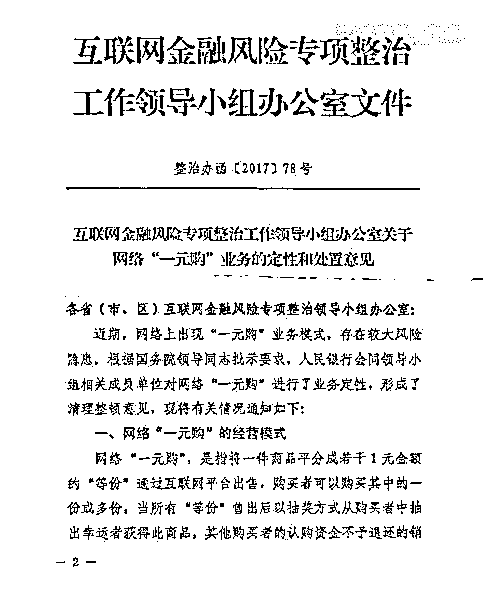 互联网金融风险专项整治
工作领导小组办公室文件
整治办函〔2017〕78号
互联网金融风险专项整治工作领导小组办公室关于
网络“一元购”业务的定性和处置意见
各省（市、区）互联网金融风险专项整治领导小组办公室：
近期，网络上出现“一元购”业务模式，存在较大风险
隐患，根据国务院领导同志批示要求，人民银行会同领导小
组相关成员单位对网络“一元购”进行了业务定性，形成了
清理整顿意见，现将有关情况通知如下：
一、网络“一元购”的经营模式
网络“一元购”，是指将一件商品平分成若干1元金额
的“等份”通过互联网平台出售，购买者可以购买其中的一
份或多份，当所有“等份”售出后以抽奖方式从购买者中抽
出幸运者获得此商品，其他购买者的认购资金不予退还的销
— 2 —